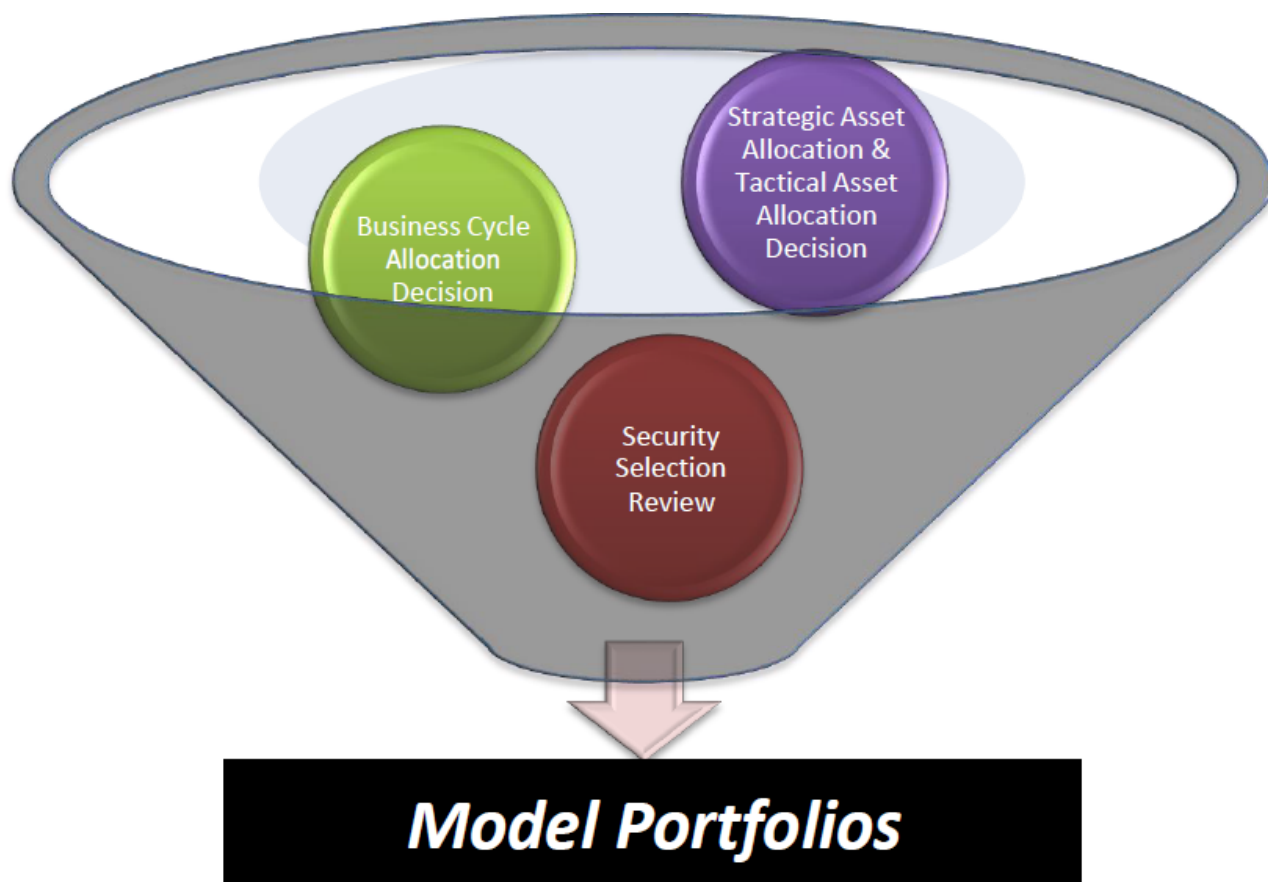 Strategic Asset
Allocation &
Tactical Asset
Allocation
Decision
Business Cycle
Allocation
Decision
Security
Selection
Review
Model Portfolios